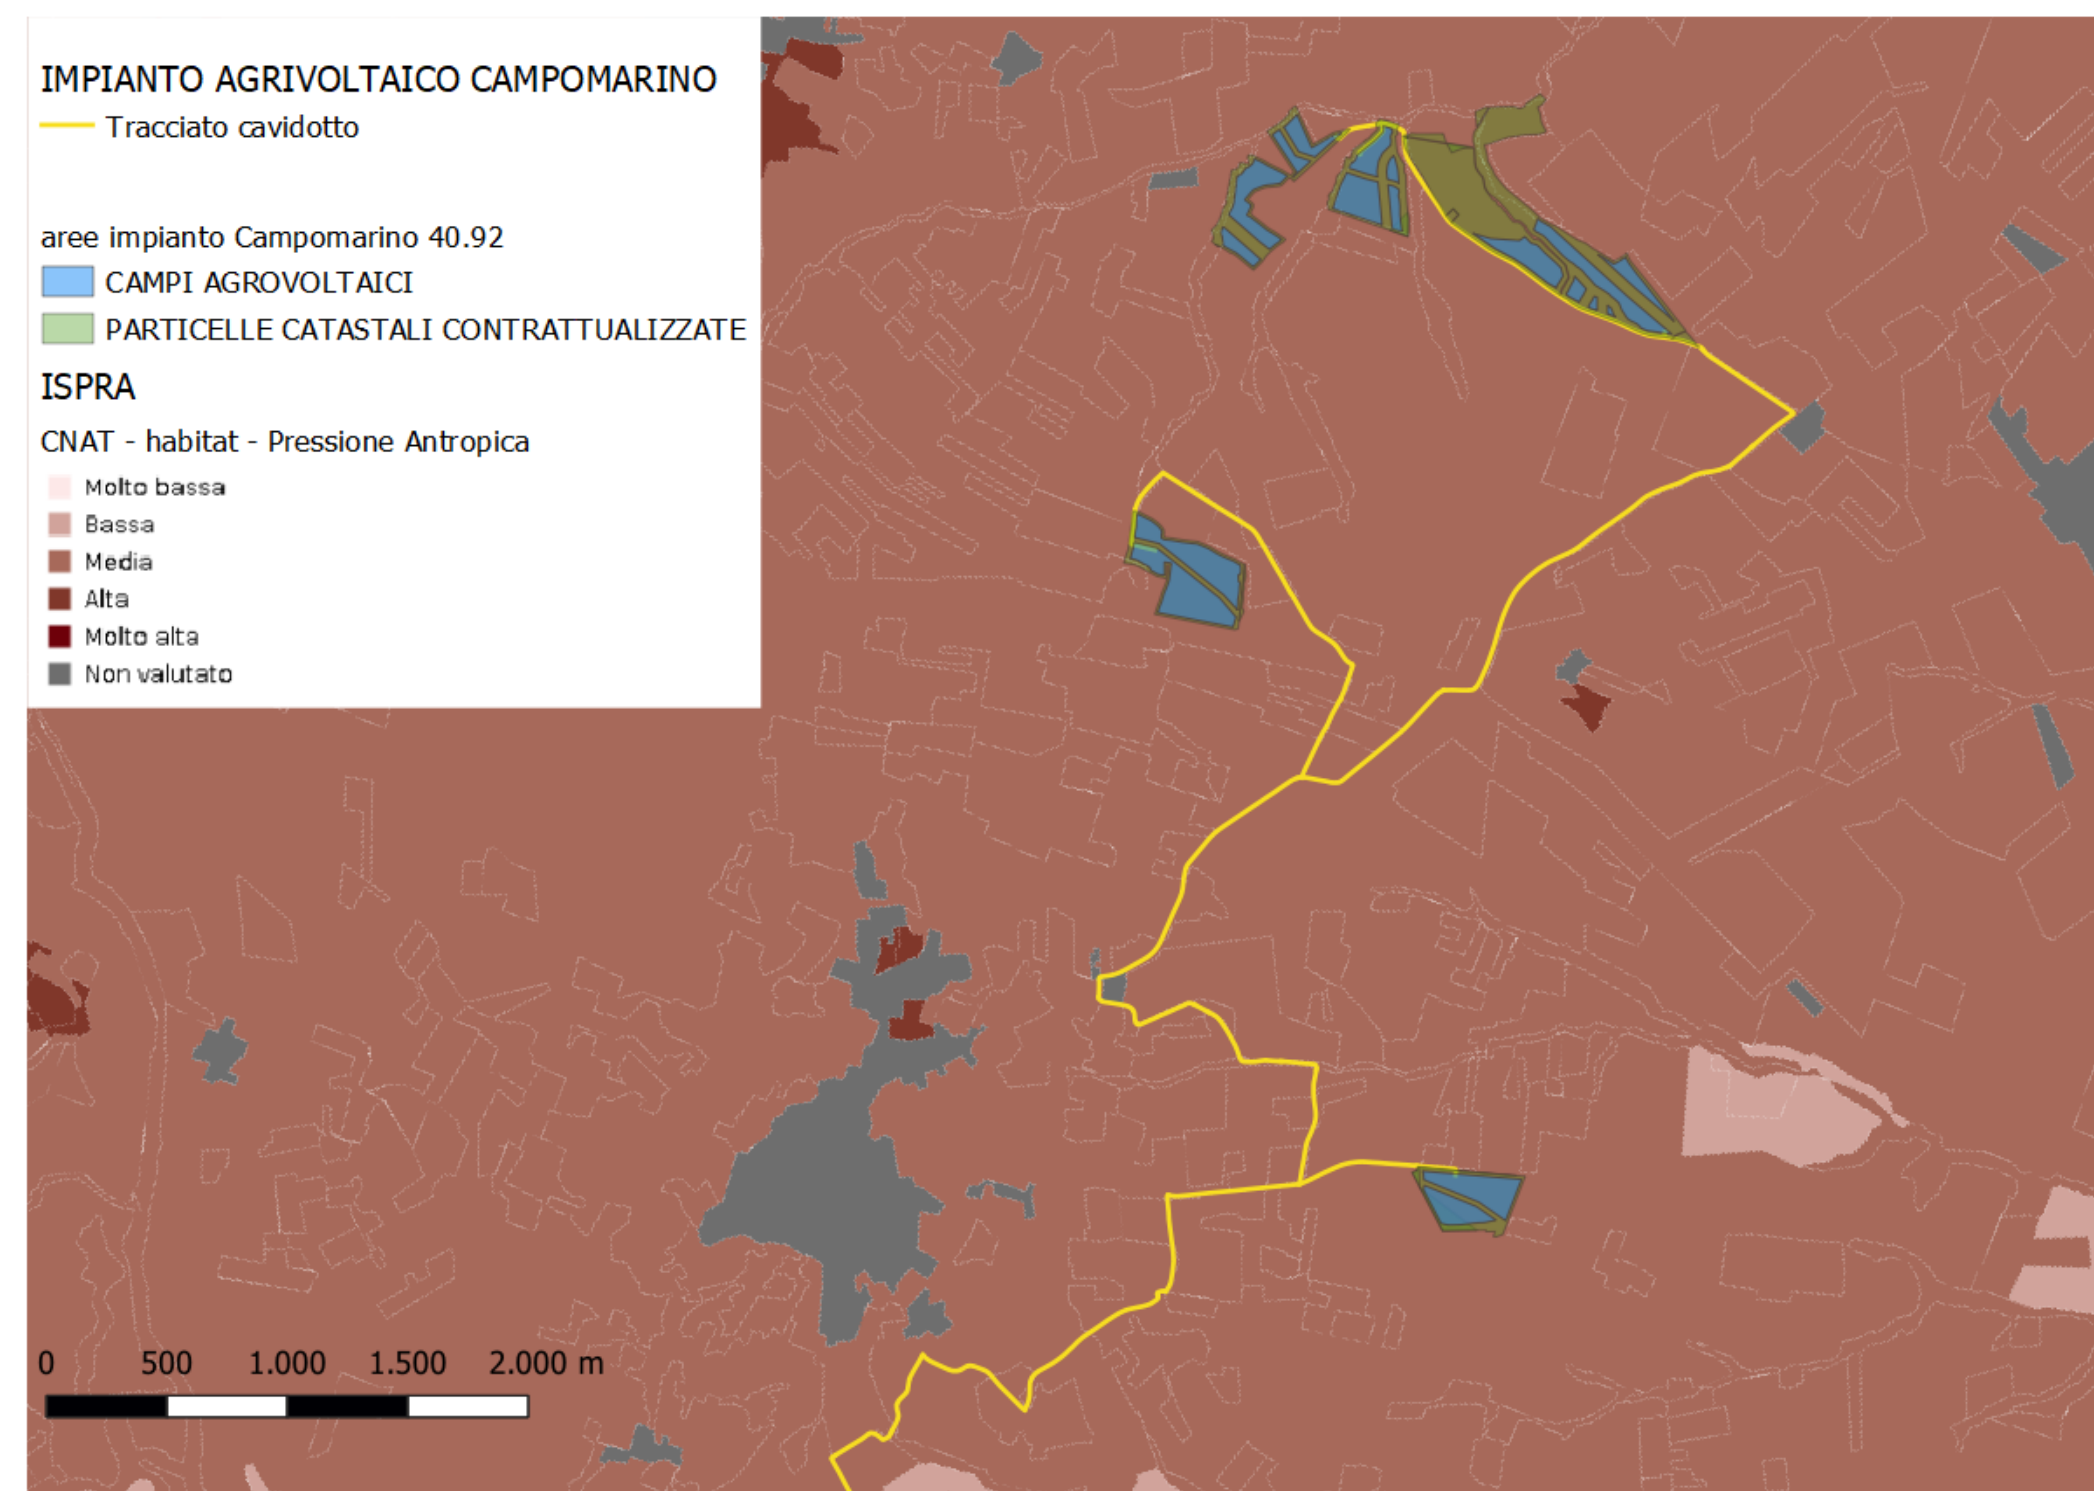 IMPIANTO AGRIVOLTAICO CAMPOMARINO
Tracciato cavidotto
aree impianto Campomarino 40.92
CAMPI AGROVOLTAICI
PARTICELLE CATASTALI CONTRATTUALIZZATE
ISPRA
CNAT - habitat - Pressione Antropica
Molto bassa
Bassa
Media
Alta
Molto alta
Non valutato
0 500 1.000 1.500 2.000 m